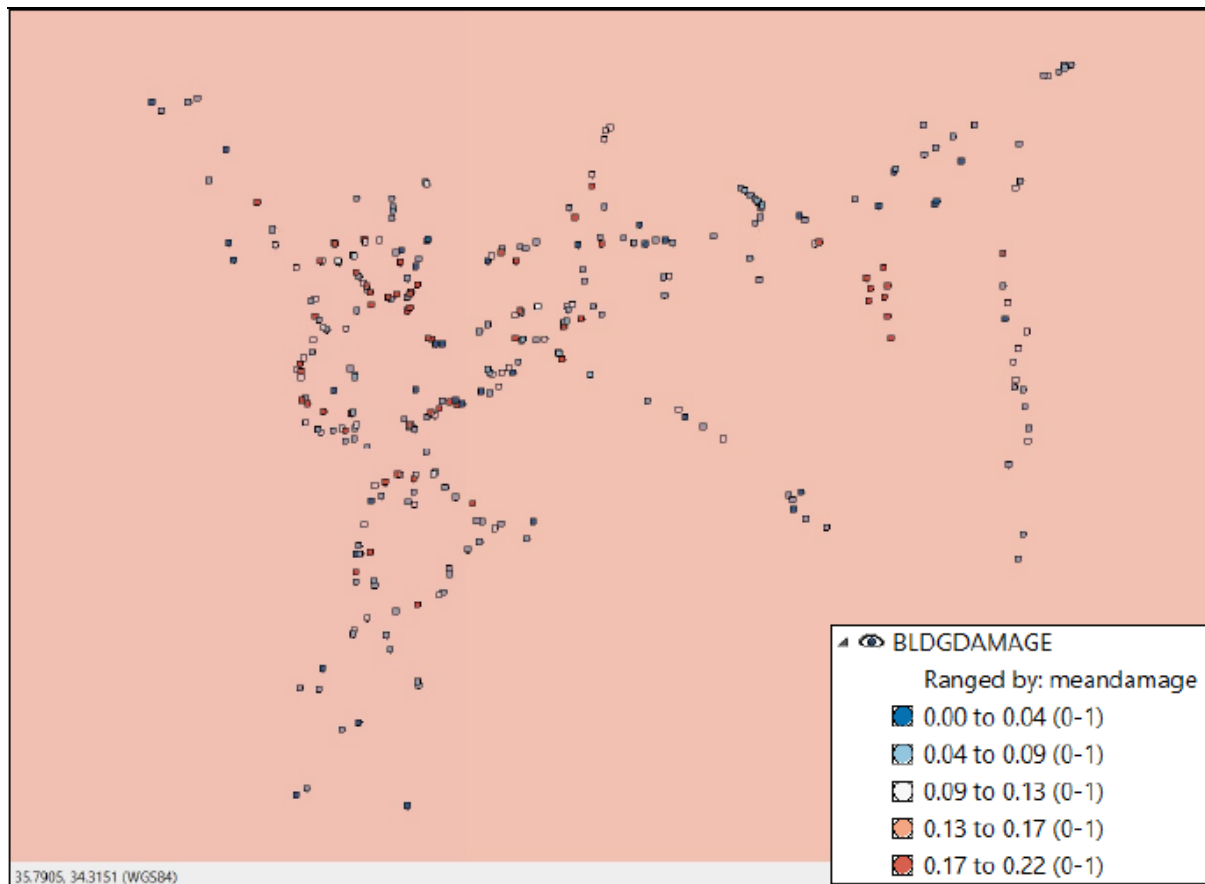 BLDGDAMAGE
Ranged by: meandamage
0.00 to 0.04 (0-1)
0.04 to 0.09 (0-1)
0.09 to 0.13 (0-1)
0.13 to 0.17 (0-1)
0.17 to 0.22 (0-1)
35.7905, 34.3151 (WGS84)